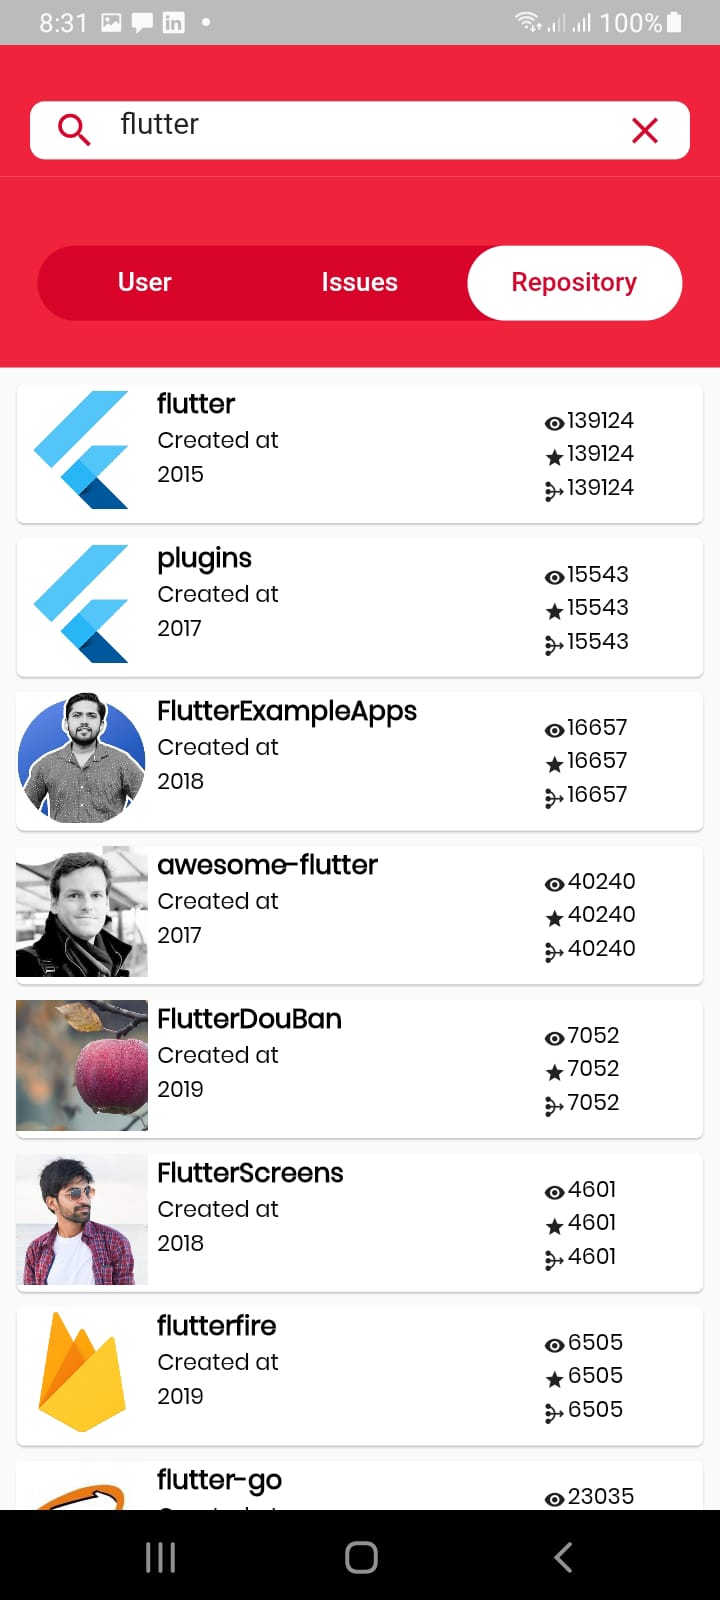 8:31 100%
flutter
User Issues Repository
flutter
Created at
2015
139124
139124
139124
plugins
Created at
2017
15543
15543
15543
FlutterExampleApps
Created at
2018
16657
16657
16657
awesome-flutter
Created at
2017
40240
40240
40240
FlutterDouBan
Created at
2019
7052
7052
7052
FlutterScreens
Created at
2018
4601
4601
4601
flutterfire
Created at
2019
6505
6505
6505
flutter-go
23035